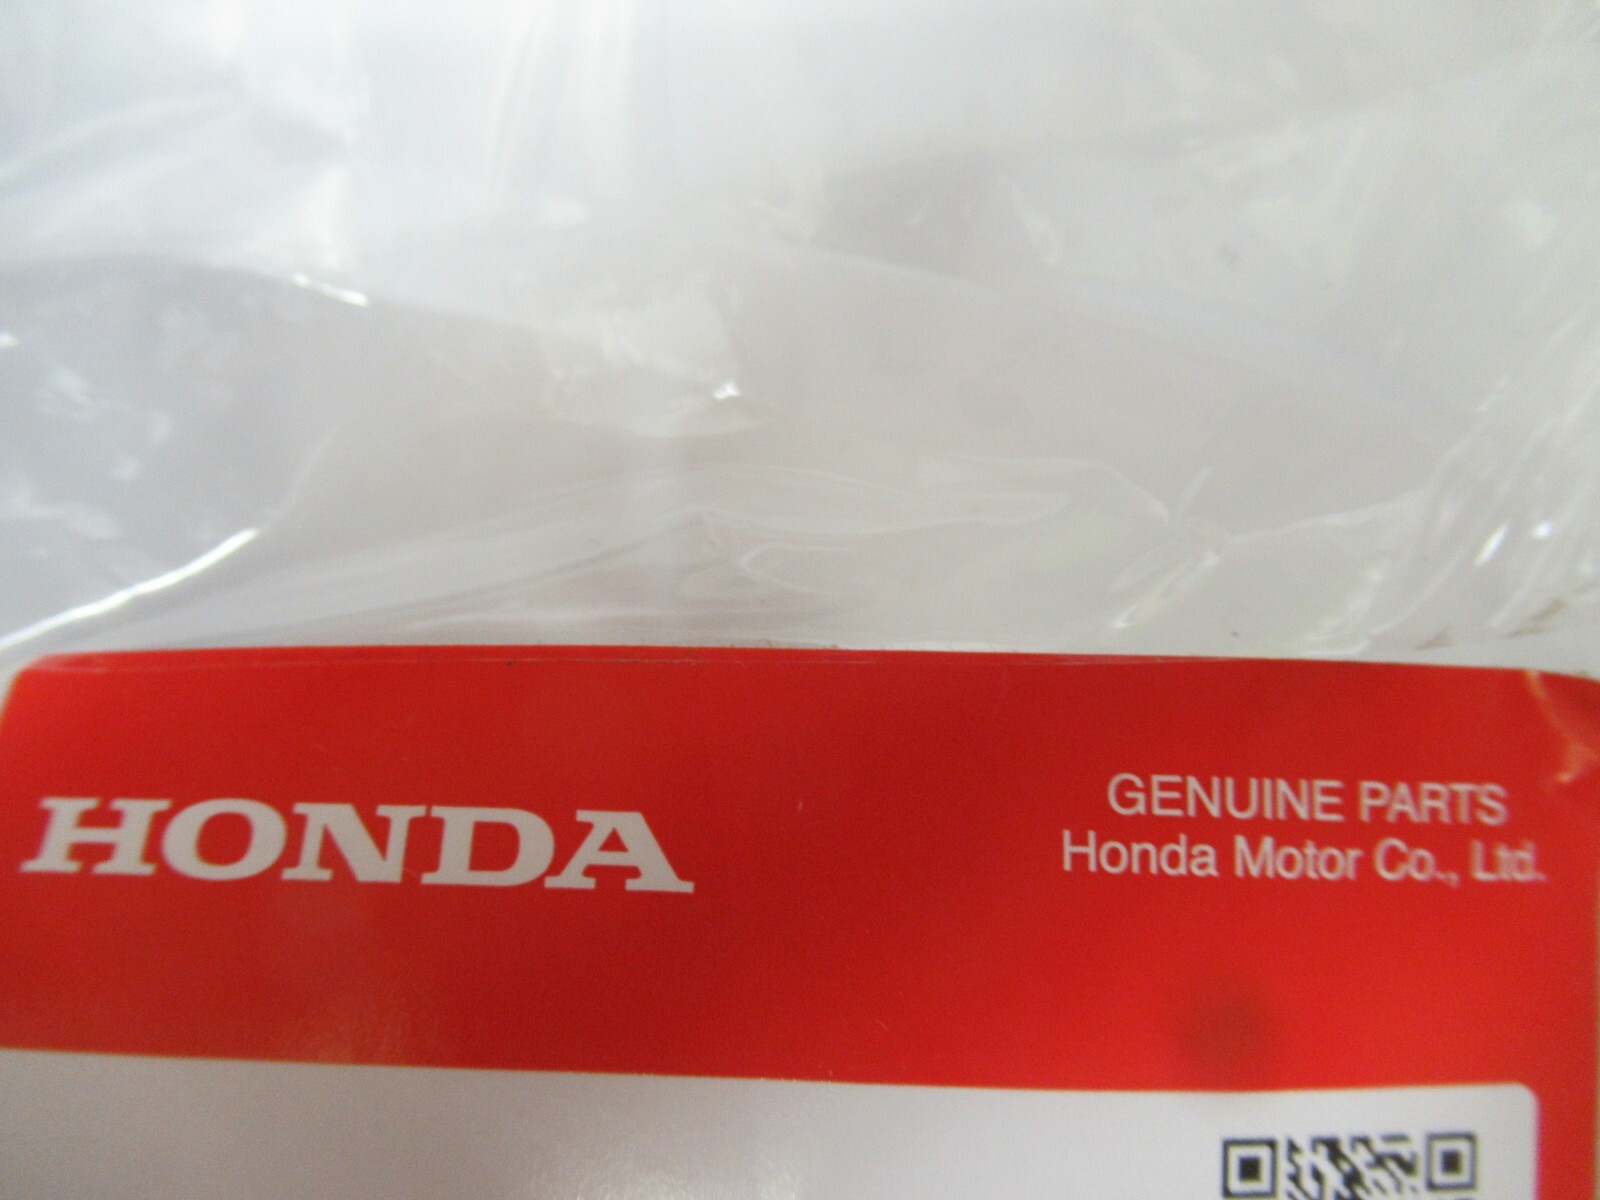 HONDA
GENUINE PARTS
Honda Motor Co., Ltd.